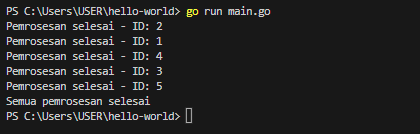 PS C:\Users\USER\hello-world> go run main.go
Pemrosesan selesai - ID: 2
Pemrosesan selesai - ID: 1
Pemrosesan selesai - ID: 4
Pemrosesan selesai - ID: 3
Pemrosesan selesai - ID: 5
Semua pemrosesan selesai
PS C:\Users\USER\hello-world>